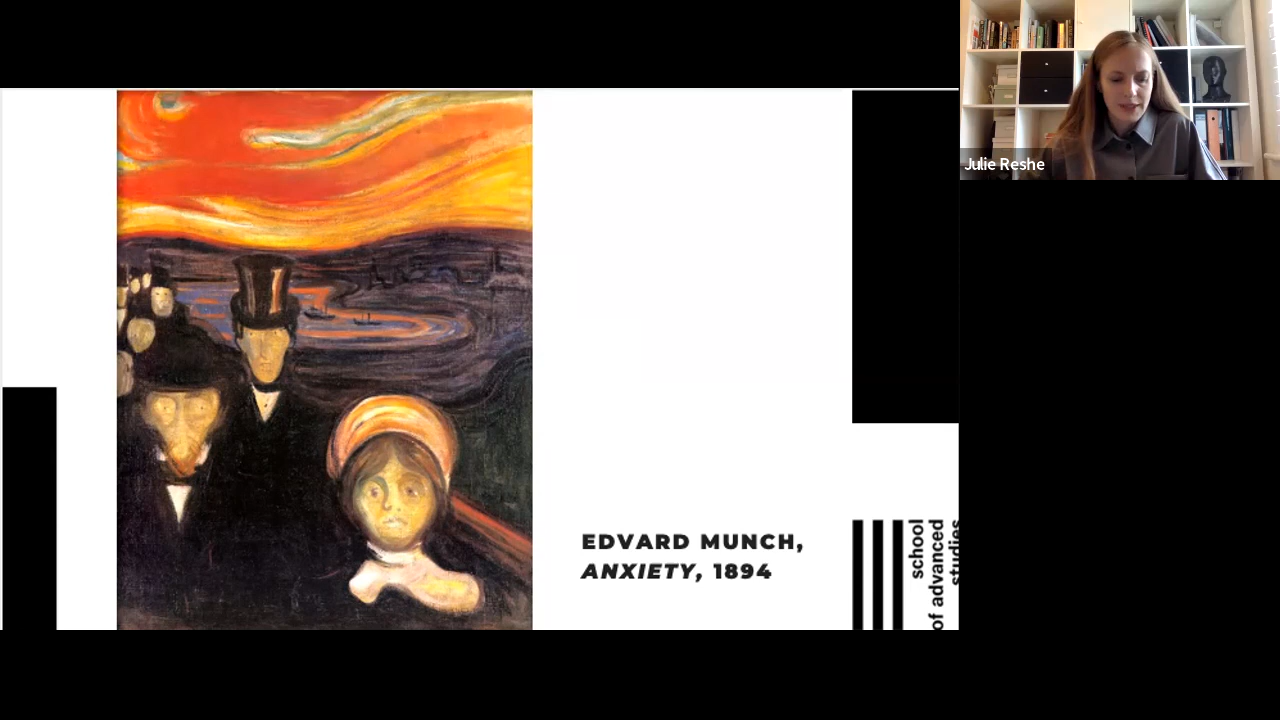 Julie Reshe
EDVARD MUNCH,
ANXIETY, 1894
school
of advanced
studies